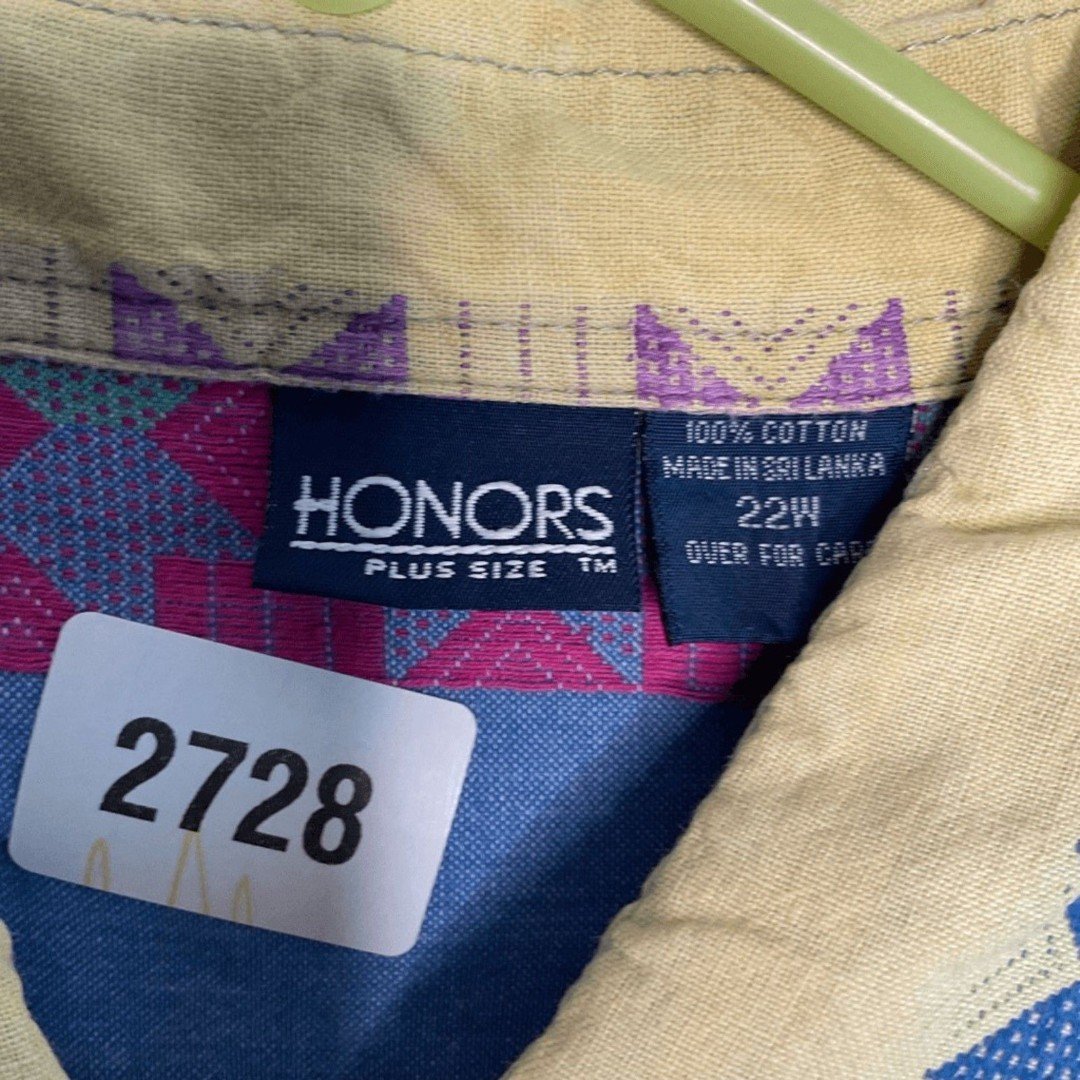 HONORS
PLUS SIZE ™
100% COTTON
MADE IN SRI LANKA
22W
OVER FOR
2728